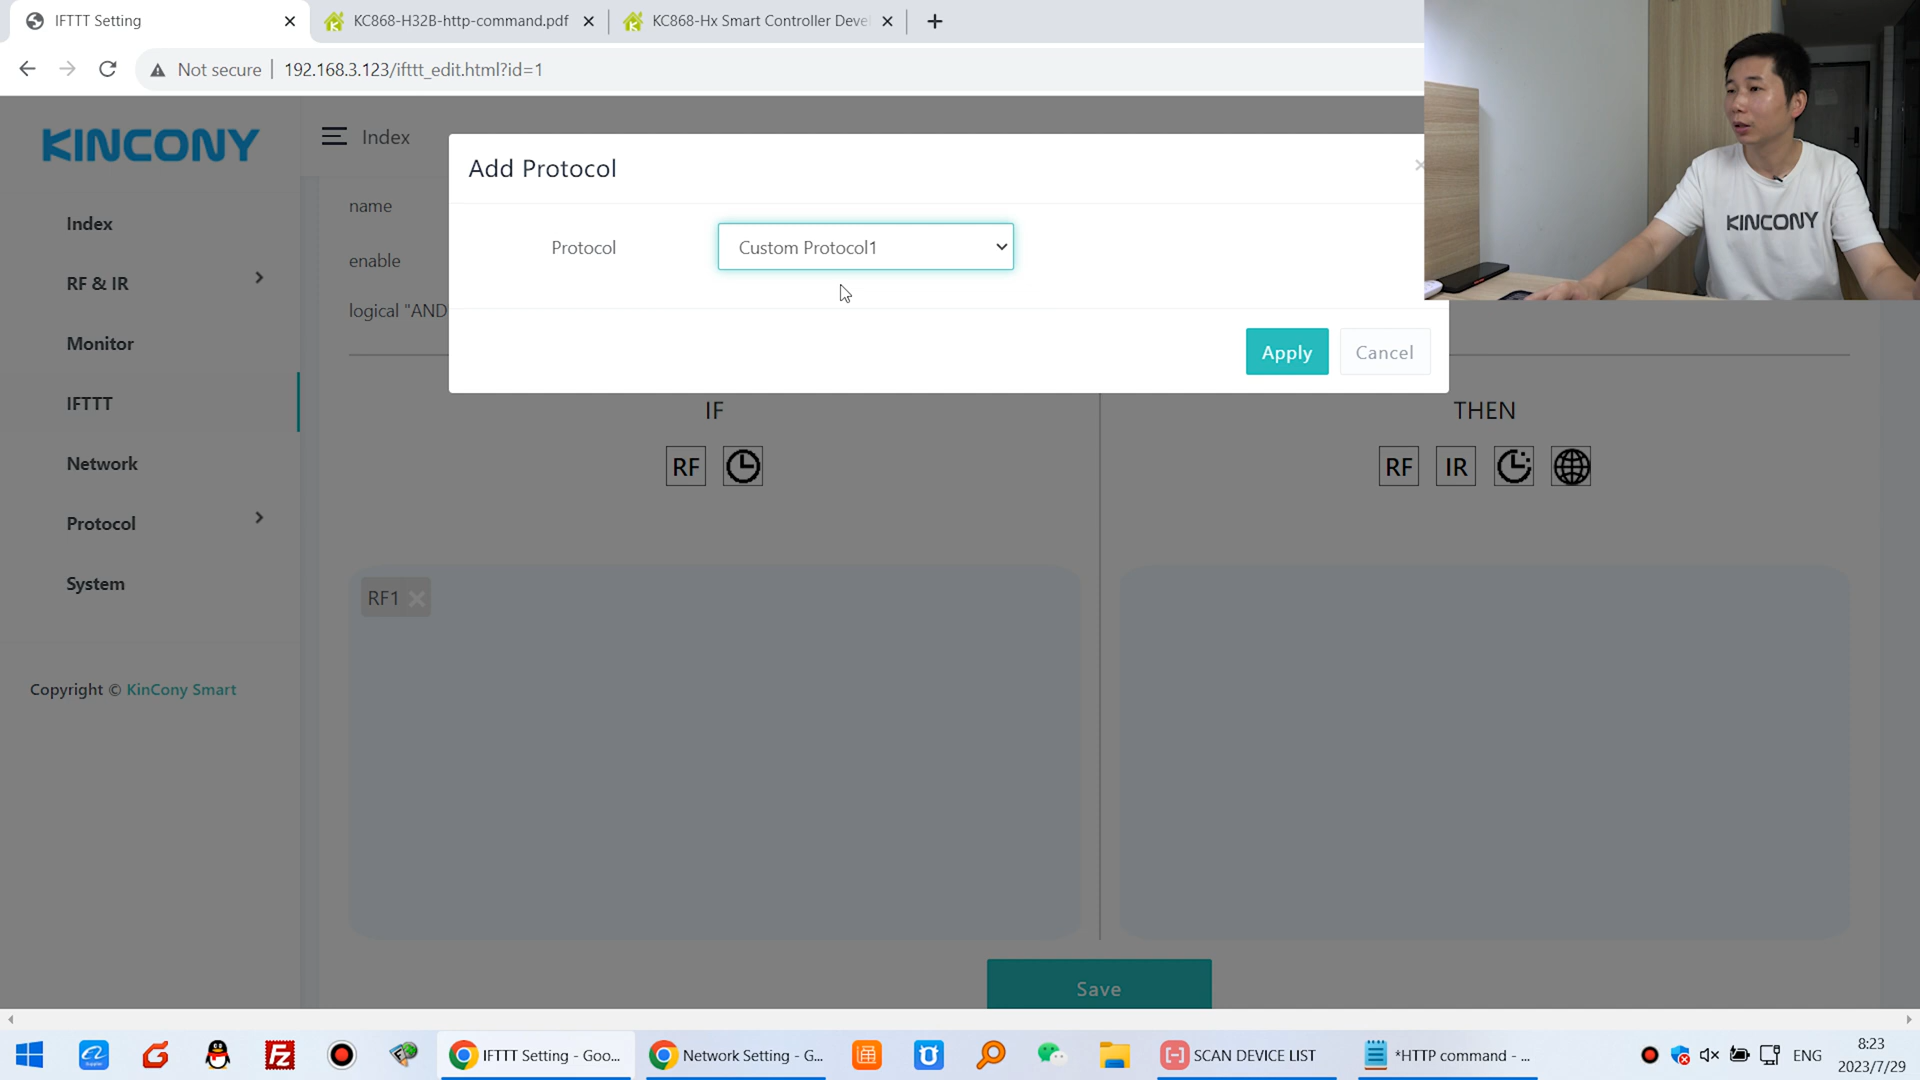 IFTTT Setting
KC868-H32B-http-command.pdf
KC868-Hx Smart Controller Deve
Not secure
192.168.3.123/ifttt_edit.html?id=1
KINCONY
Index
Add Protocol
KINCONY
name
Index
Protocol
Custom Protocol1
enable
RF & IR
logical "AND"
Monitor
Apply
Cancel
IFTTT
IF
THEN
Network
RF
RF
IR
Protocol
System
RF1
Copyright © KinCony Smart
Save
IFTTT Setting - Goo...
Network Setting - G...
SCAN DEVICE LIST
*HTTP command - ...
ENG
8:23
2023/7/29